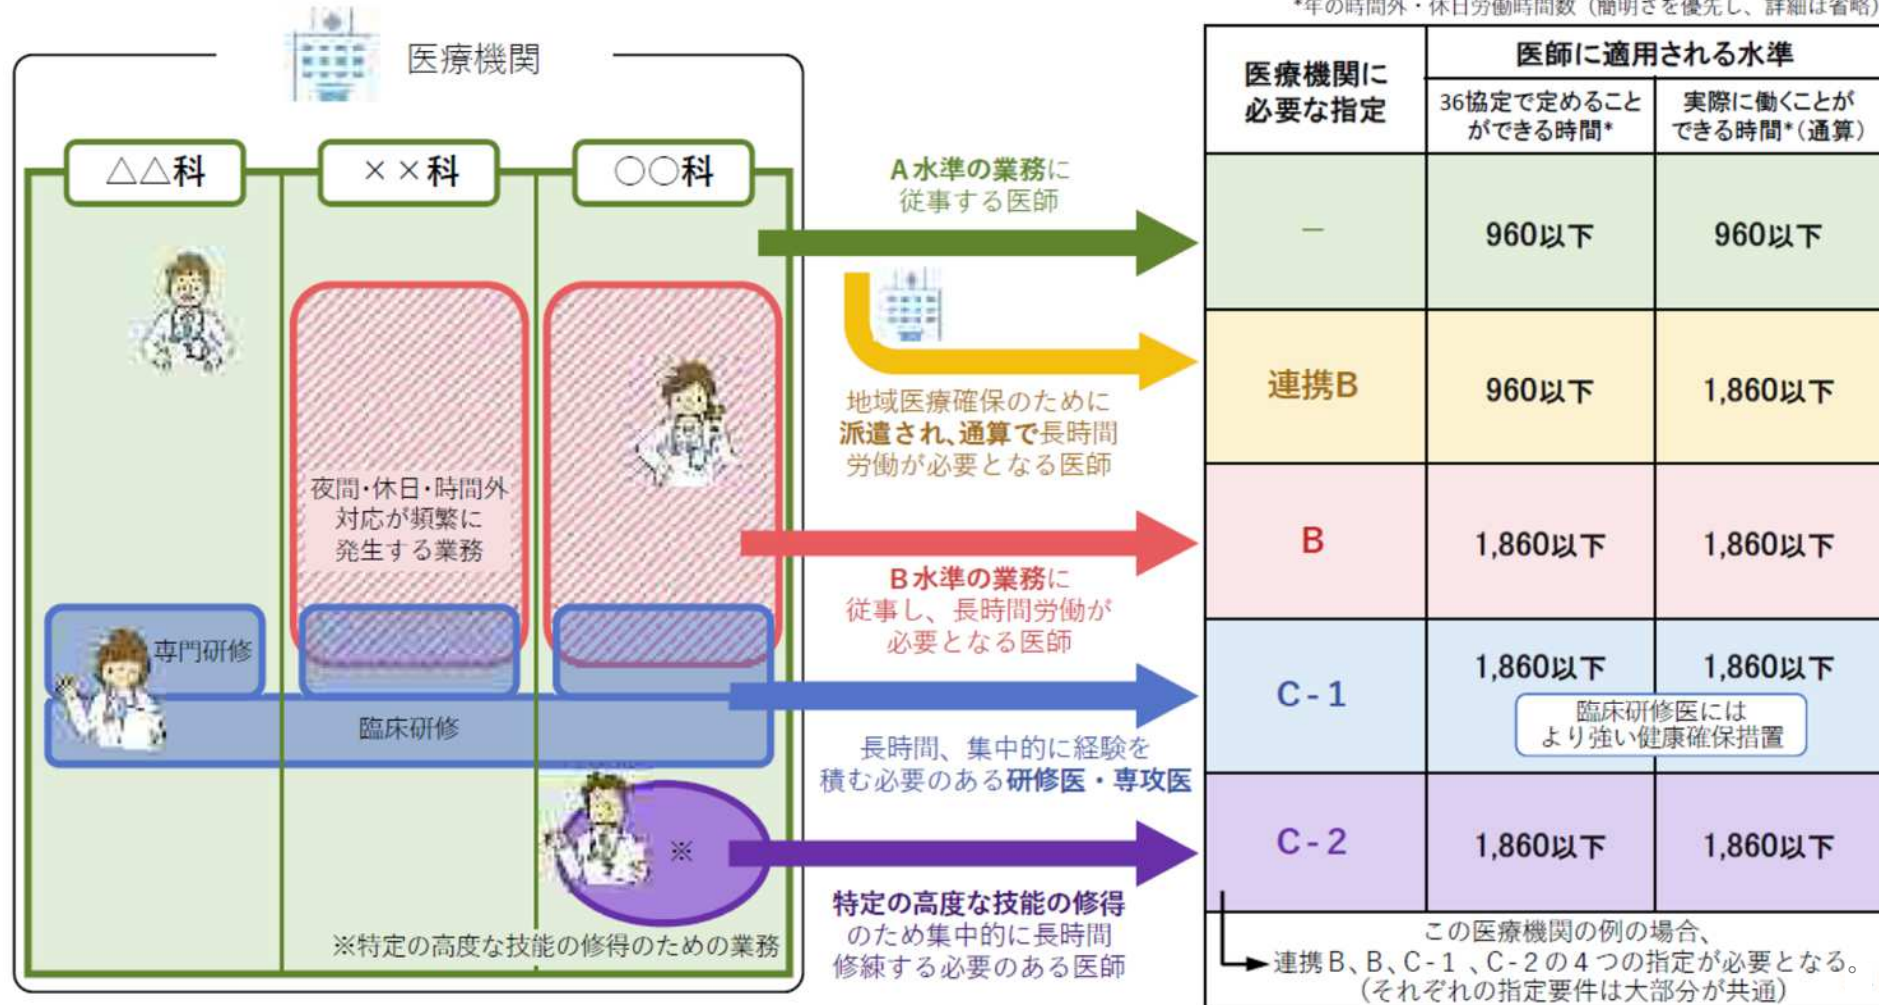 *年の時間外・休日労働時間数（簡明さを優先し、詳細は省略）
医療機関
△△科
××科
○○科
夜間・休日・時間外
対応が頻繁に
発生する業務
専門研修
臨床研修
※
※特定の高度な技能の修得のための業務
A水準の業務に
従事する医師
地域医療確保のために
派遣され、通算で長時間
労働が必要となる医師
B水準の業務に
従事し、長時間労働が
必要となる医師
長時間、集中的に経験を
積む必要のある研修医・専攻医
特定の高度な技能の修得
のため集中的に長時間
修練する必要のある医師
医療機関に
必要な指定
医師に適用される水準
36協定で定めること
ができる時間*
実際に働くことが
できる時間*（通算）
－ 960以下 960以下
連携B 960以下 1,860以下
B 1,860以下 1,860以下
C-1 1,860以下 1,860以下
臨床研修医には
より強い健康確保措置
C-2 1,860以下 1,860以下
この医療機関の例の場合、
連携B、B、C-1、C-2の4つの指定が必要となる。
（それぞれの指定要件は大部分が共通）